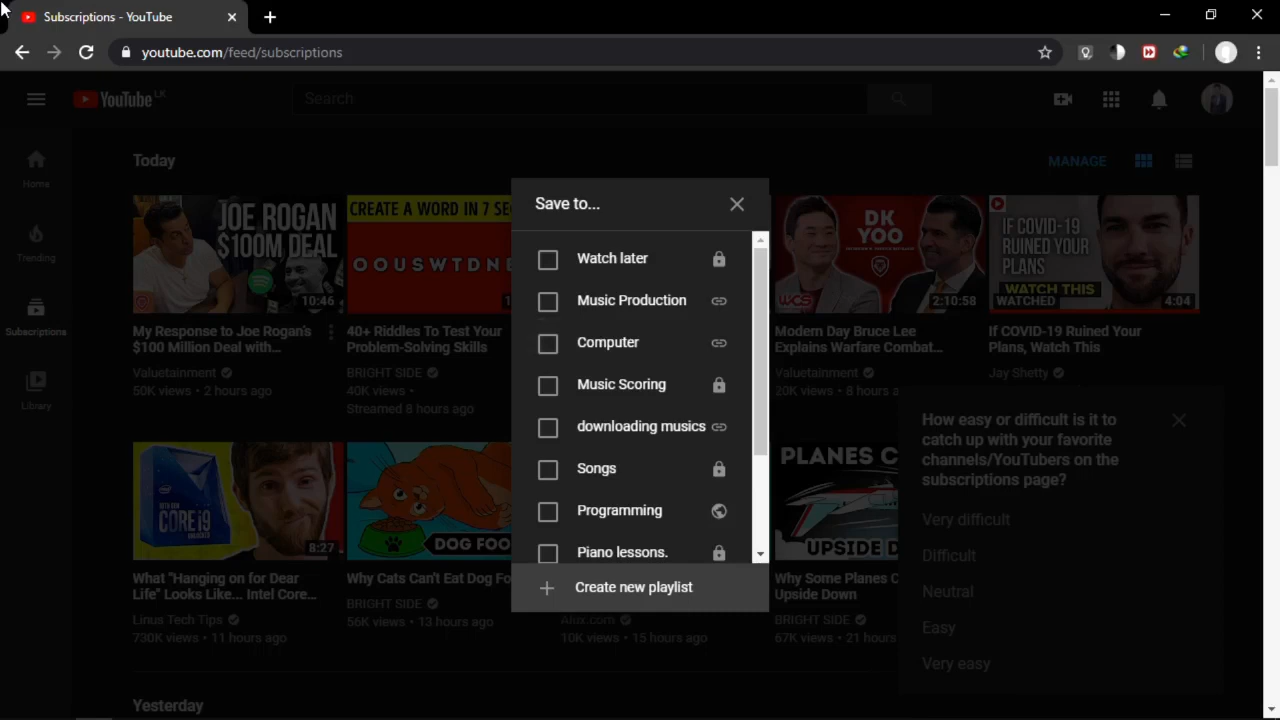 Subscriptions - YouTube
youtube.com/feed/subscriptions
YouTube LK
Search
Home
Trending
Subscriptions
Library
Today
MANAGE
JOE ROGAN
$100M DEAL
10:46
My Response to Joe Rogan's
$100 Million Deal with...
Valuetainment
50K views • 2 hours ago
CREATE A WORD IN 7 SE
OOUSWTDNE
40+ Riddles To Test Your
Problem-Solving Skills
BRIGHT SIDE
40K views •
Streamed 8 hours ago
DK
YOO
WCS
2:10:58
Modern Day Bruce Lee
Explains Warfare Combat...
Valuetainment
20K views • 8 hours a
IF COVID-19
RUINED YOUR
PLANS
WATCH THIS
WATCHED
4:04
If COVID-19 Ruined Your
Plans, Watch This
Jay Shetty
Save to...
Watch later
Music Production
Computer
Music Scoring
downloading musics
Songs
Programming
Piano lessons.
Create new playlist
CORE i9
8:27
What "Hanging on for Dear
Life" Looks Like... Intel Core...
Linus Tech Tips
730K views • 11 hours ago
DOG FOO
Why Cats Can't Eat Dog Fo
BRIGHT SIDE
56K views • 13 hours ago
Alux.com
10K views • 15 hours ago
PLANES C
UPSIDE D
Why Some Planes C
Upside Down
BRIGHT SIDE
67K views • 21 hours
How easy or difficult is it to
catch up with your favorite
channels/YouTubers on the
subscriptions page?
Very difficult
Difficult
Neutral
Easy
Very easy
Yesterday